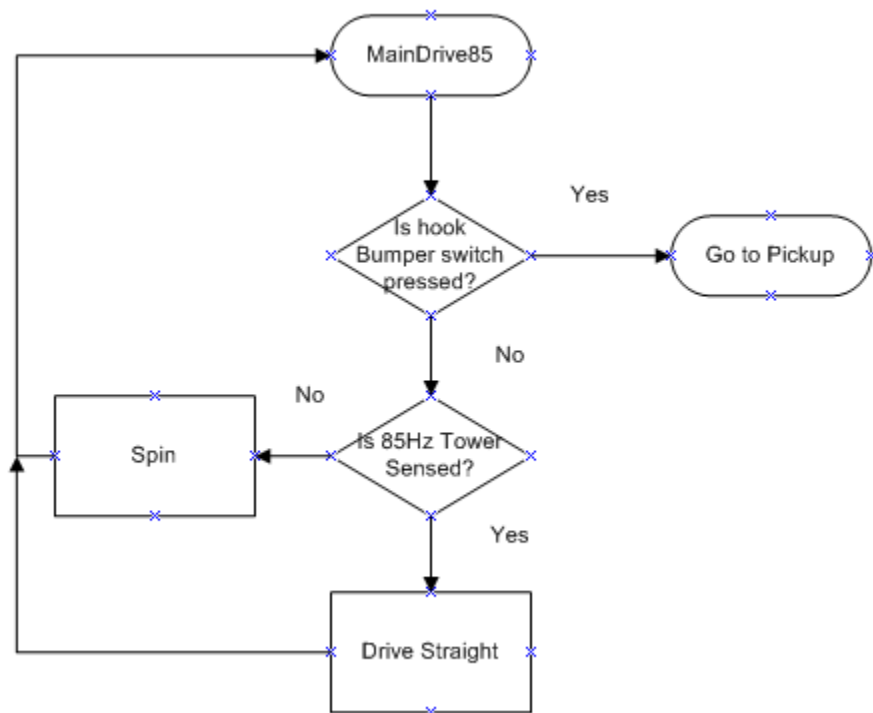 MainDrive85
Yes
Is hook
Bumper switch
pressed?
Go to Pickup
No
No
Is 85Hz Tower
Sensed?
Spin
Yes
Drive Straight